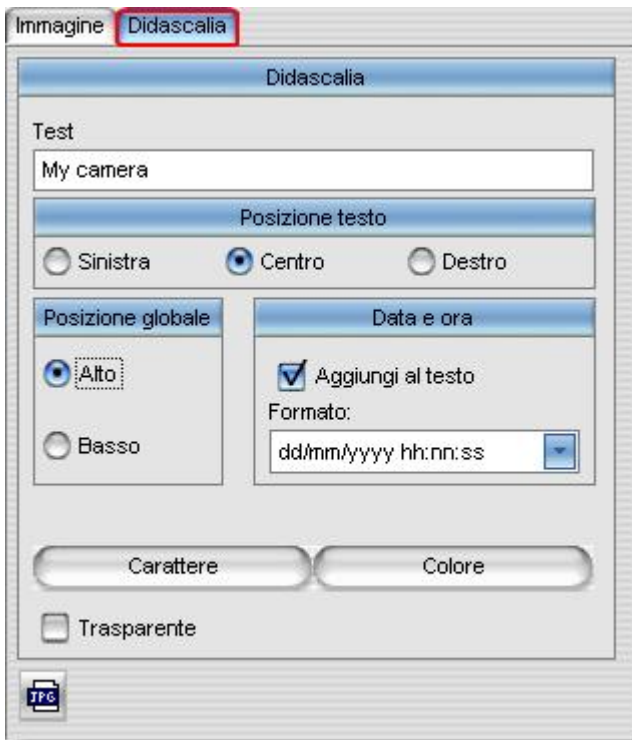 Immagine Didascalia
Didascalia
Test
My camera
Posizione testo
Sinistra Centro Destro
Posizione globale Data e ora
Alto Aggiungi al testo
Formato:
Basso dd/mm/yyyy hh:nn:ss
Carattere Colore
Trasparente
JPG